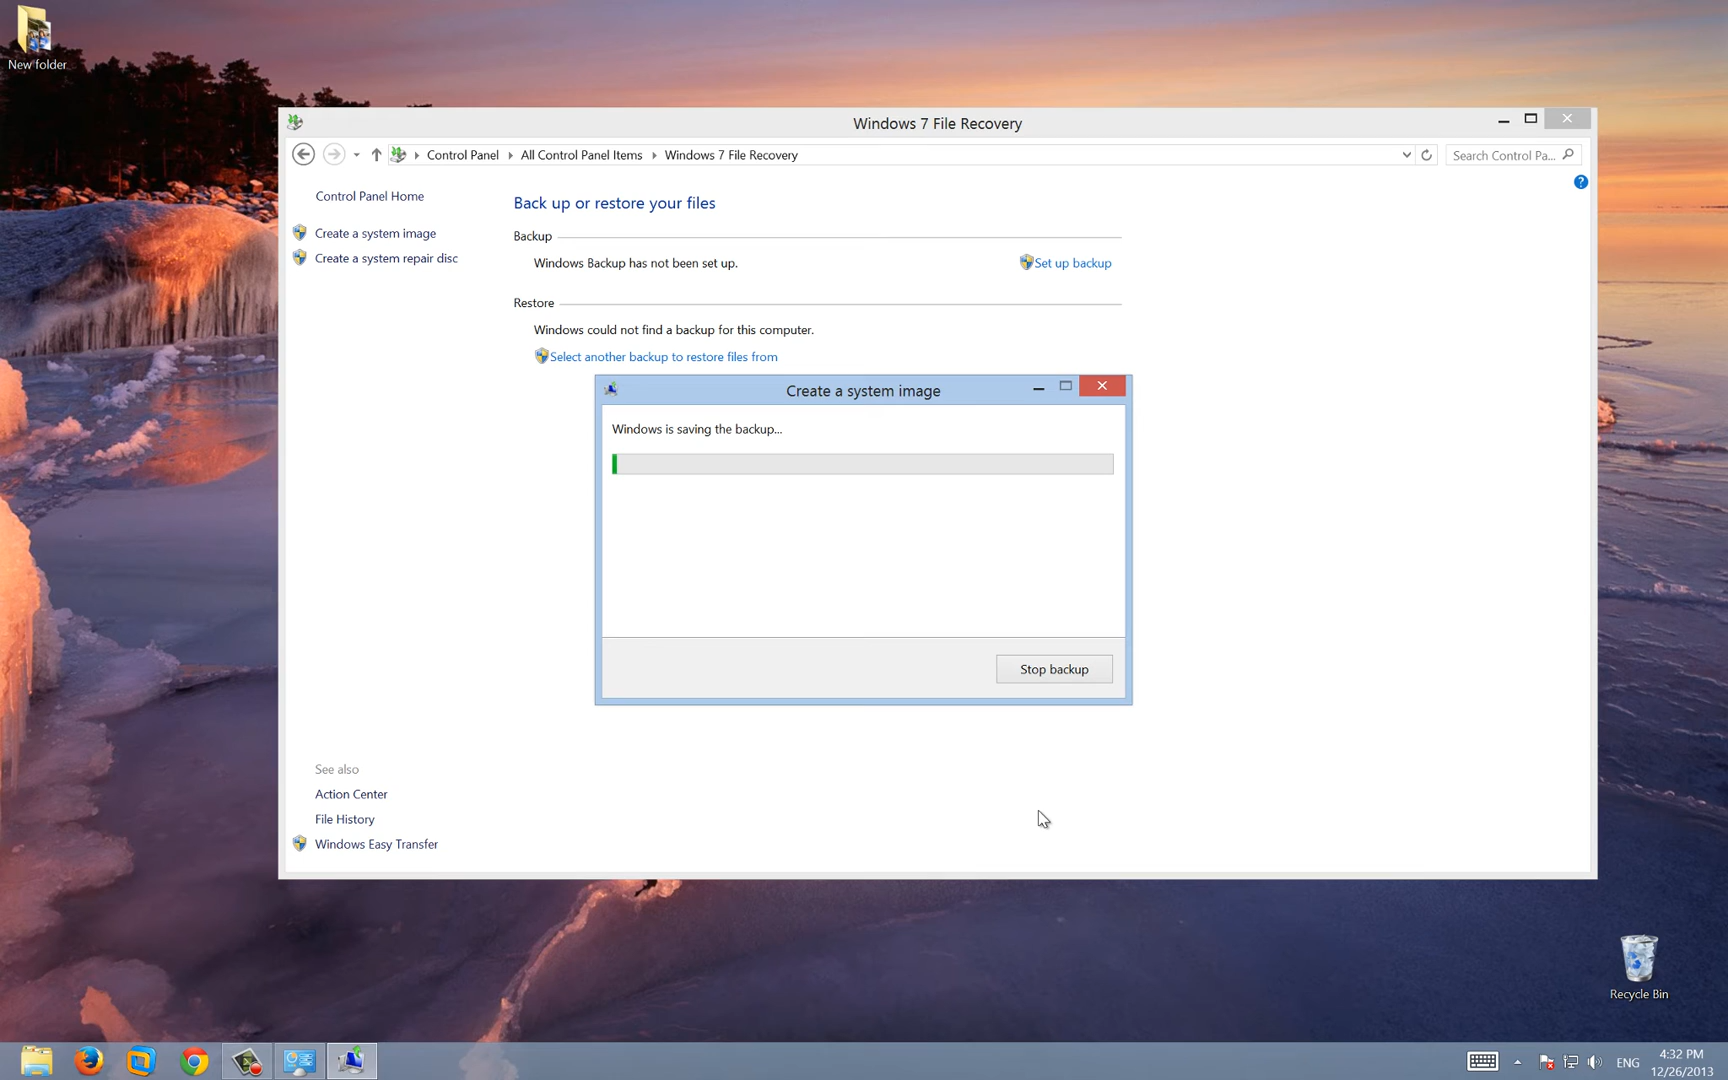 New folder
Windows 7 File Recovery
Control Panel
All Control Panel Items
Windows 7 File Recovery
Search Control Pa...
Control Panel Home
Create a system image
Create a system repair disc
Back up or restore your files
Backup
Windows Backup has not been set up.
Set up backup
Restore
Windows could not find a backup for this computer.
Select another backup to restore files from
Create a system image
Windows is saving the backup...
Stop backup
See also
Action Center
File History
Windows Easy Transfer
Recycle Bin
ENG
4:32 PM
12/26/2013